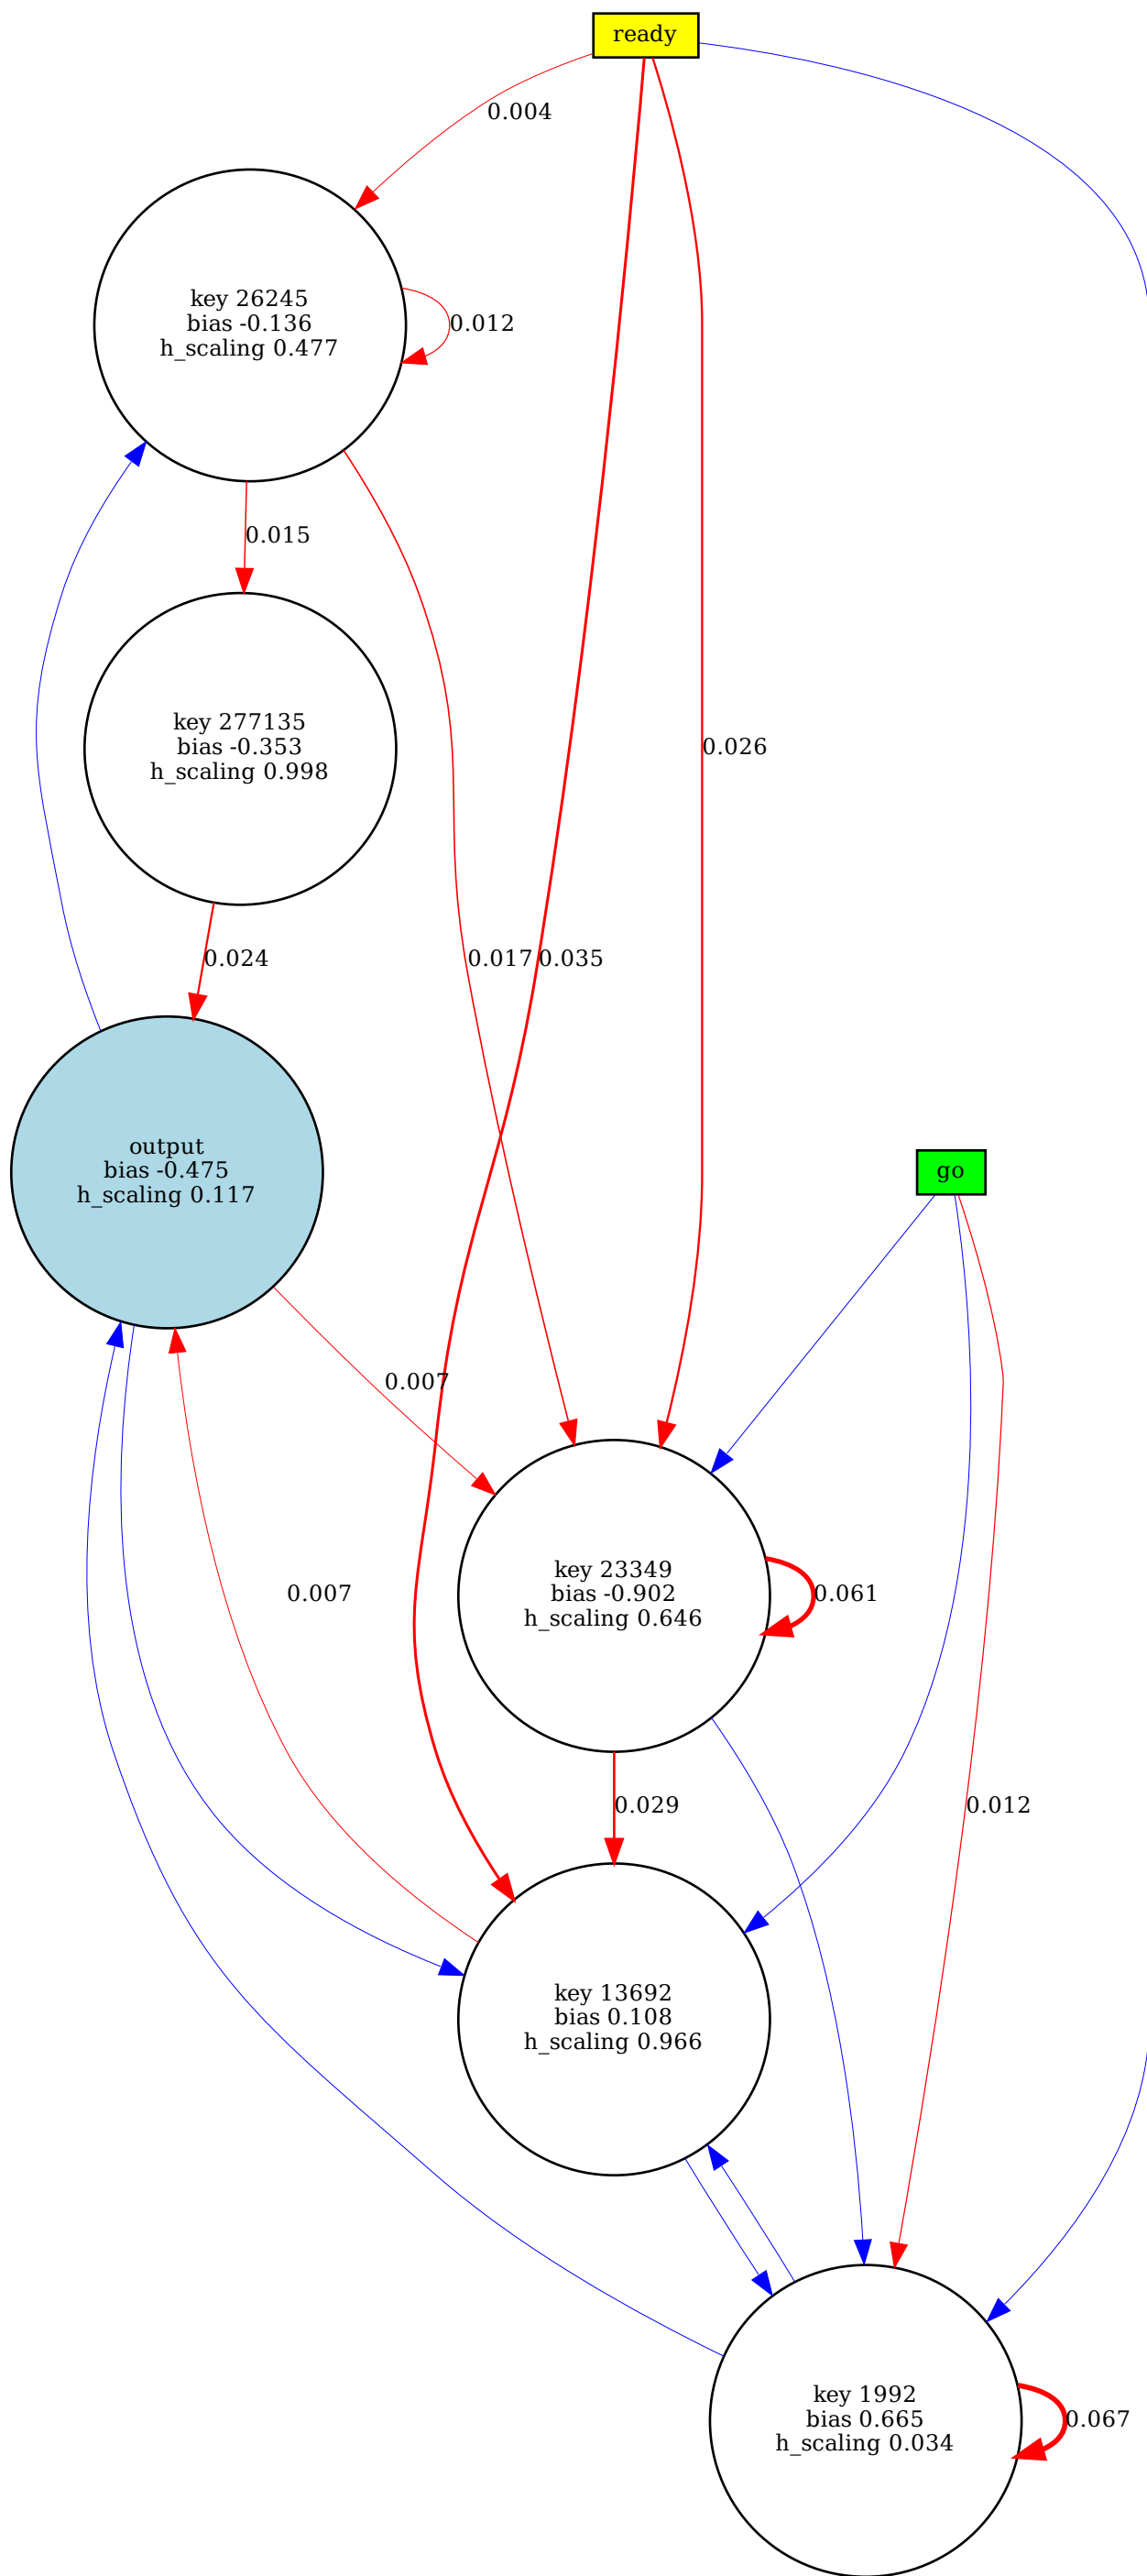 ready
0.004
key 26245
bias -0.136
h_scaling 0.477
0.012
0.015
key 277135
bias -0.353
h_scaling 0.998
0.026
0.024
0.017
0.035
output
bias -0.475
h_scaling 0.117
go
0.007
key 23349
bias -0.902
h_scaling 0.646
0.061
0.007
0.029
0.012
key 13692
bias 0.108
h_scaling 0.966
key 1992
bias 0.665
h_scaling 0.034
0.067